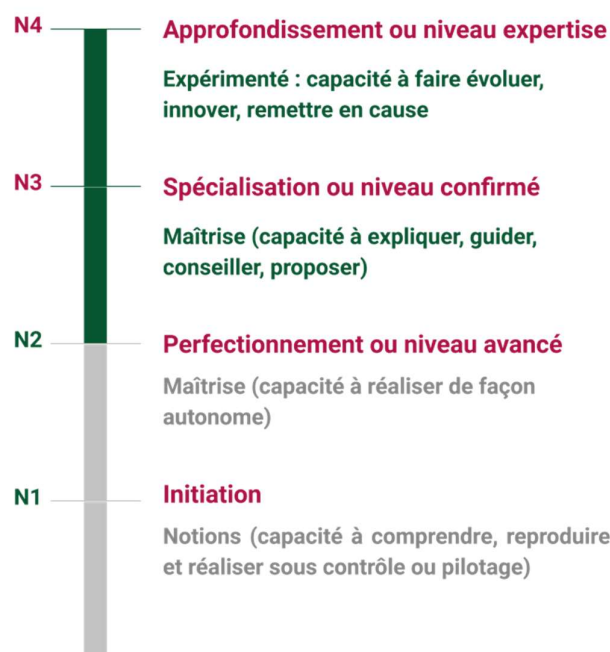 N4 Approfondissement ou niveau expertise
Expérimenté : capacité à faire évoluer,
innover, remettre en cause
N3 Spécialisation ou niveau confirmé
Maîtrise (capacité à expliquer, guider,
conseiller, proposer)
N2 Perfectionnement ou niveau avancé
Maîtrise (capacité à réaliser de façon
autonome)
N1 Initiation
Notions (capacité à comprendre, reproduire
et réaliser sous contrôle ou pilotage)